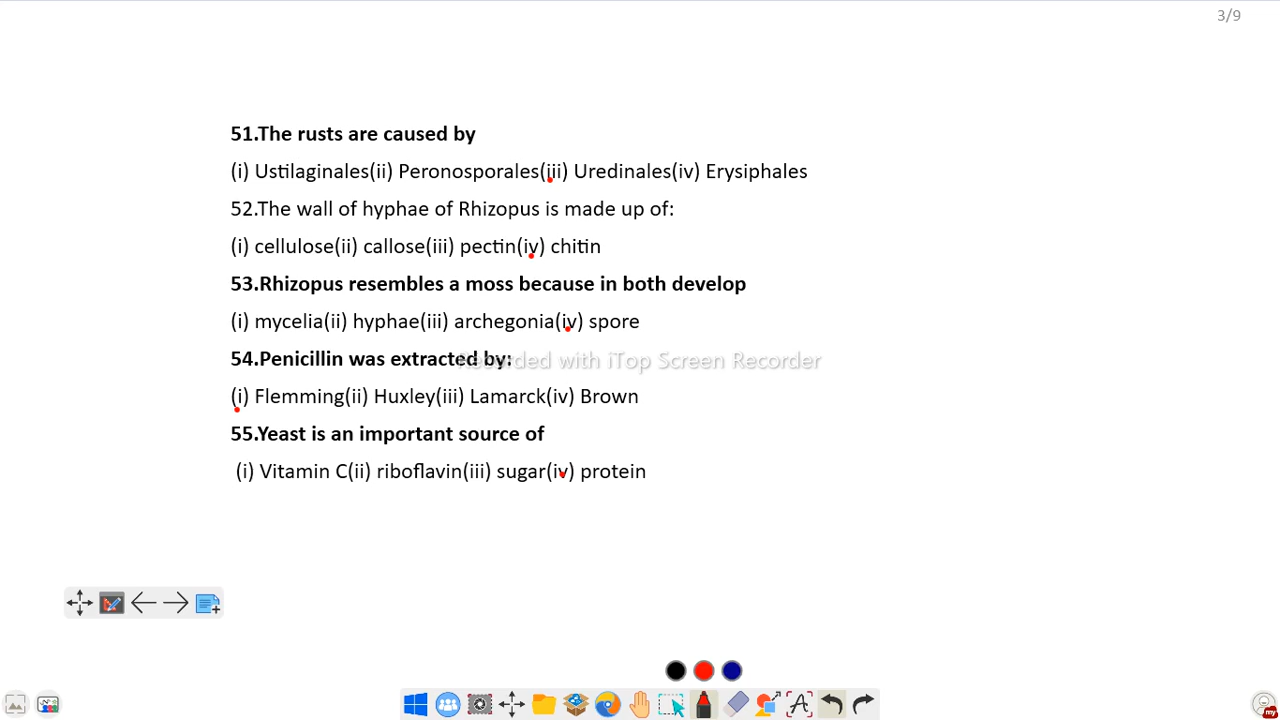 3/9
51.The rusts are caused by
(i) Ustilaginales(ii) Peronosporales(iii) Uredinales(iv) Erysiphales
52.The wall of hyphae of Rhizopus is made up of:
(i) cellulose(ii) callose(iii) pectin(iv) chitin
53.Rhizopus resembles a moss because in both develop
(i) mycelia(ii) hyphae(iii) archegonia(iv) spore
54.Penicillin was extracted by:
Recorded with iTop Screen Recorder
(i) Flemming(ii) Huxley(iii) Lamarck(iv) Brown
55.Yeast is an important source of
(i) Vitamin C(ii) riboflavin(iii) sugar(iv) protein
my